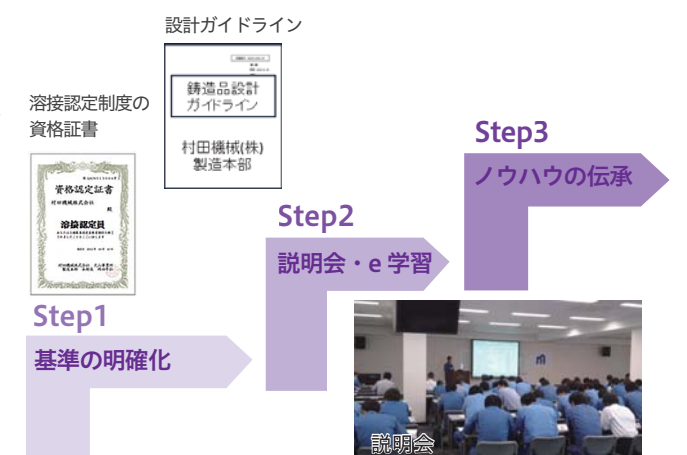 設計ガイドライン
鋳造品設計
ガイドライン
村田機械(株)
製造本部
溶接認定制度の
資格証書
資格認定証書
村田機械株式会社
殿
溶接認定員
Step1
基準の明確化
Step2
説明会・e 学習
Step3
ノウハウの伝承
説明会